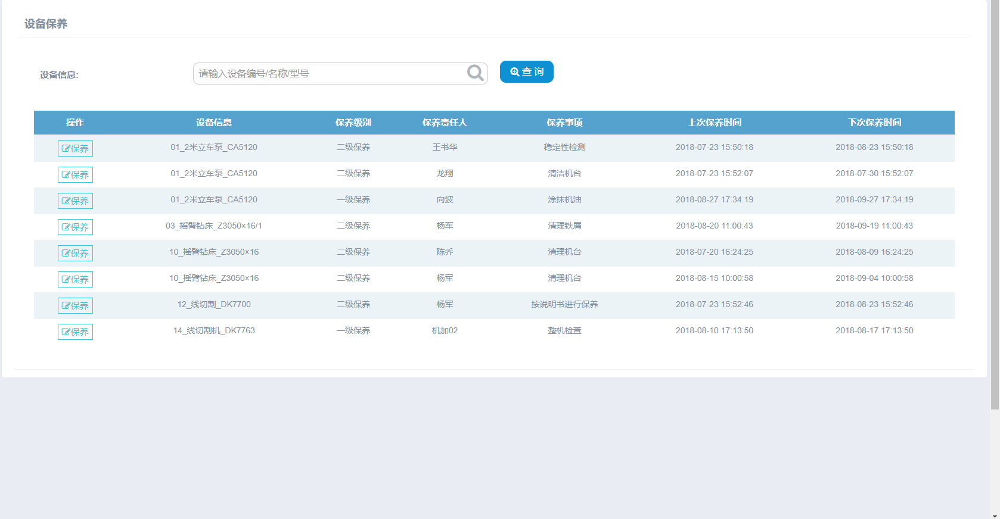 设备保养
设备信息:
请输入设备编号/名称/型号
查 询
操作 设备信息 保养级别 保养责任人 保养事项 上次保养时间 下次保养时间
保养 01_2米立车泵_CA5120 二级保养 王书华 稳定性检测 2018-07-23 15:50:18 2018-08-23 15:50:18
保养 01_2米立车泵_CA5120 二级保养 龙翔 清洁机台 2018-07-23 15:52:07 2018-07-30 15:52:07
保养 01_2米立车泵_CA5120 一级保养 向波 涂抹机油 2018-08-27 17:34:19 2018-09-27 17:34:19
保养 03_摇臂钻床_Z3050×16/1 二级保养 杨军 清理铁屑 2018-08-20 11:00:43 2018-09-19 11:00:43
保养 10_摇臂钻床_Z3050×16 二级保养 陈乔 清理机台 2018-07-20 16:24:25 2018-08-09 16:24:25
保养 10_摇臂钻床_Z3050×16 二级保养 杨军 清理机台 2018-08-15 10:00:58 2018-09-04 10:00:58
保养 12_线切割_DK7700 二级保养 杨军 按说明书进行保养 2018-07-23 15:52:46 2018-08-23 15:52:46
保养 14_线切割机_DK7763 一级保养 机加02 整机检查 2018-08-10 17:13:50 2018-08-17 17:13:50